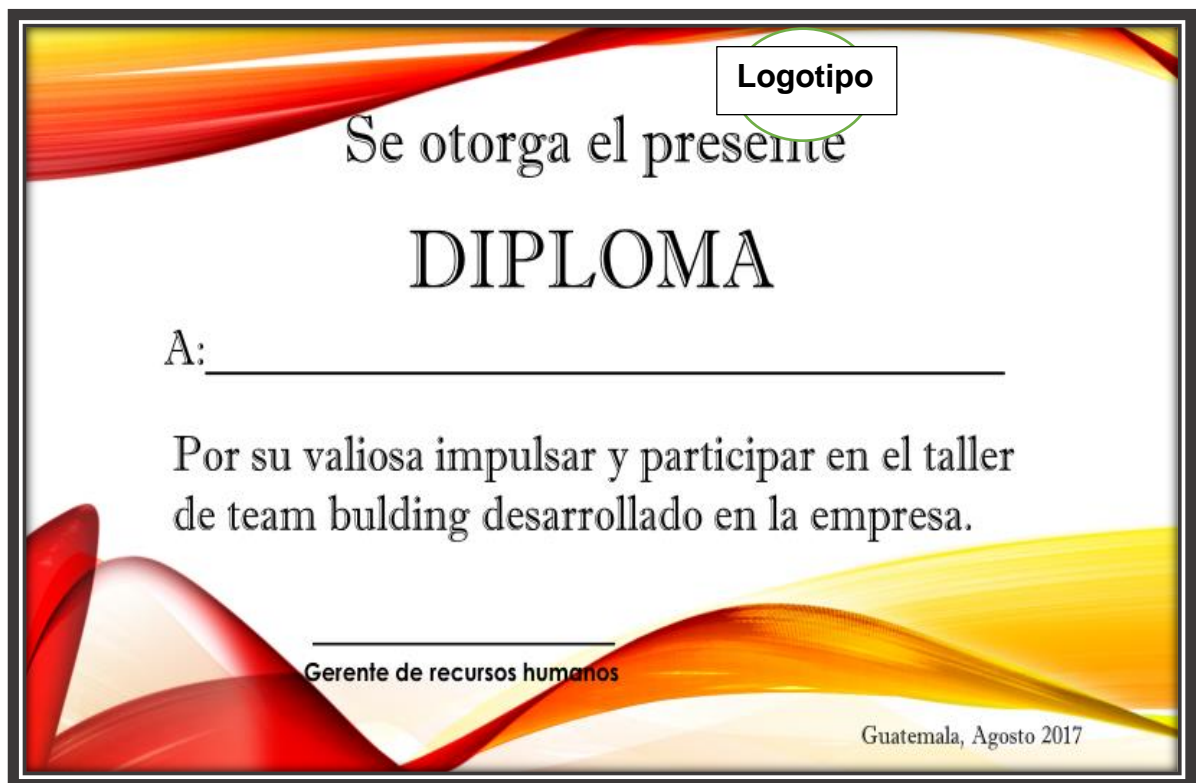 Logotipo
Se otorga el presente
DIPLOMA
A:
Por su valiosa impulsar y participar en el taller
de team bulding desarrollado en la empresa.
Gerente de recursos humanos
Guatemala, Agosto 2017